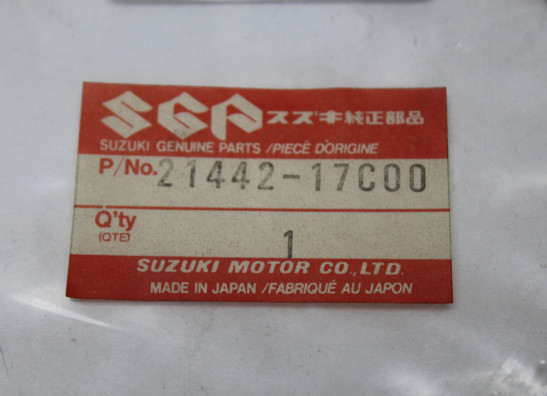 SGP スズキ純正部品
SUZUKI GENUINE PARTS /PIECE D'ORIGINE
P/No. 21442-17C00
Q'ty
(QTE)
1
SUZUKI MOTOR CO., LTD.
MADE IN JAPAN /FABRIQUÉ AU JAPON